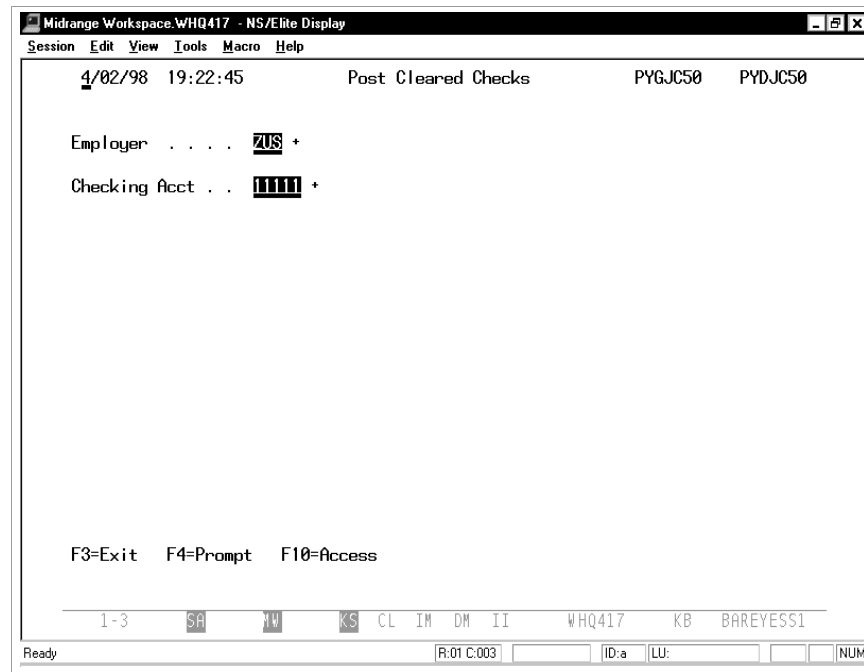 Midrange Workspace.WHQ417 - NS/Elite Display
Session Edit View Tools Macro Help
4/02/98 19:22:45 Post Cleared Checks PYGJC50 PYDJC50
Employer . . . . ZUS +
Checking Acct . . 11111 +
F3=Exit F4=Prompt F10=Access
1-3 SA MW KS CL IM DM II WHQ417 KB BAREYESS1
Ready R:01 C:003 ID:a LU: NUM